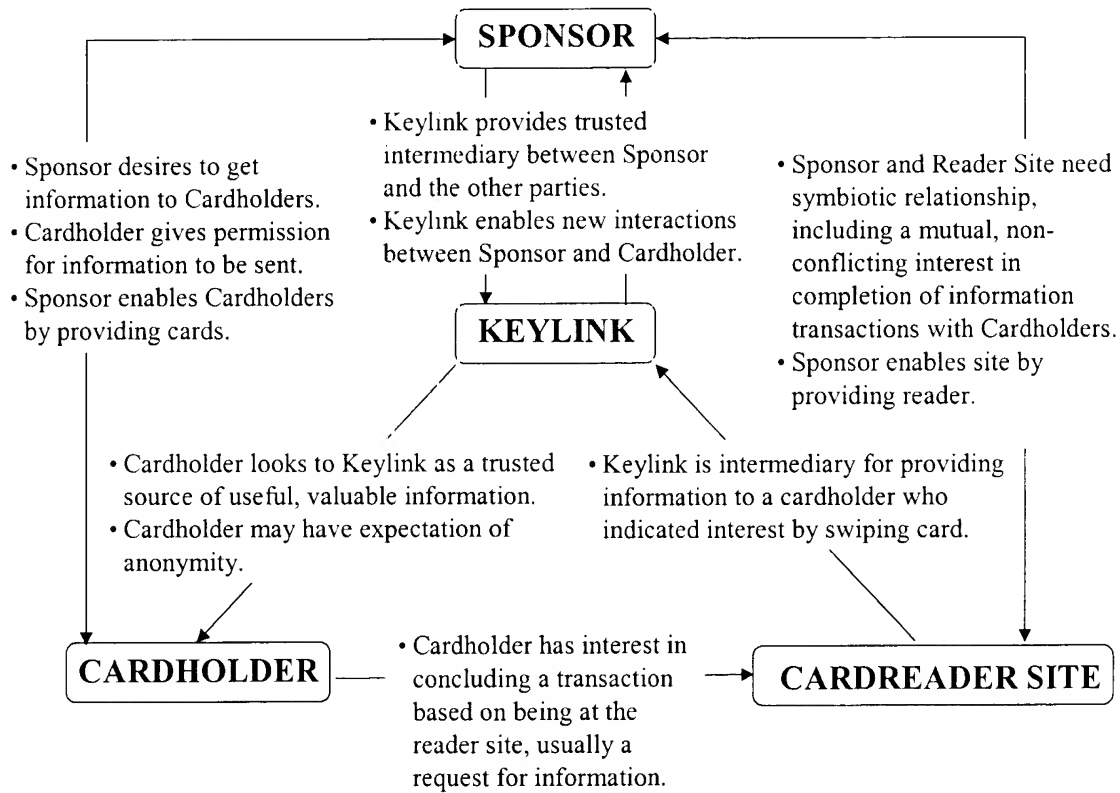 SPONSOR
• Keylink provides trusted
intermediary between Sponsor
and the other parties.
• Keylink enables new interactions
between Sponsor and Cardholder.
• Sponsor desires to get
information to Cardholders.
• Cardholder gives permission
for information to be sent.
• Sponsor enables Cardholders
by providing cards.
• Sponsor and Reader Site need
symbiotic relationship,
including a mutual, non-
conflicting interest in
completion of information
transactions with Cardholders.
• Sponsor enables site by
providing reader.
KEYLINK
• Cardholder looks to Keylink as a trusted
source of useful, valuable information.
• Cardholder may have expectation of
anonymity.
• Keylink is intermediary for providing
information to a cardholder who
indicated interest by swiping card.
CARDHOLDER
• Cardholder has interest in
concluding a transaction
based on being at the
reader site, usually a
request for information.
CARDREADER SITE